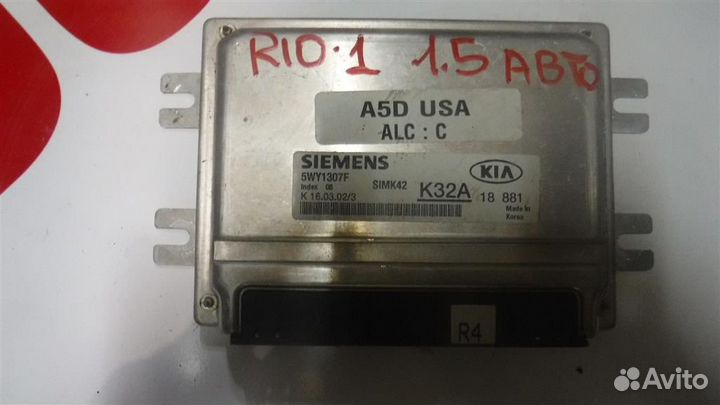 RIO-1 1.5 АВТО
A5D USA
ALC : C
SIEMENS
5WY1307F
Index 08
SIMK42
K 16.03.02/3
KIA
K32A 18 881
Made in
Korea
R4
Avito